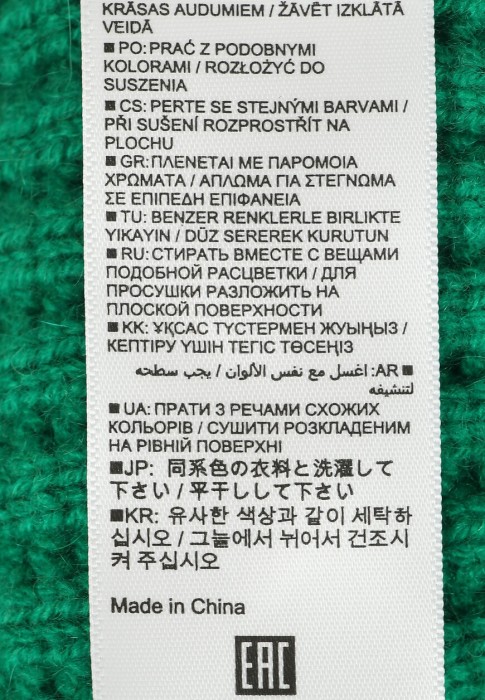 KRĀSAS AUDUMIEM / ŽĀVĒT IZKLĀTĀ
VEIDĀ
■ PO: PRAĆ Z PODOBNYMI
KOLORAMI / ROZŁOŻYĆ DO
SUSZENIA
■ CS: PERTE SE STEJNÝMI BARVAMI /
PŘI SUŠENÍ ROZPROSTŘÍT NA
PLOCHU
■ GR: ΠΛΕΝΕΤΑΙ ΜΕ ΠΑΡΟΜΟΙΑ
ΧΡΩΜΑΤΑ / ΑΠΛΩΜΑ ΓΙΑ ΣΤΕΓΝΩΜΑ
ΣΕ ΕΠΙΠΕΔΗ ΕΠΙΦΑΝΕΙΑ
■ TU: BENZER RENKLERLE BIRLIKTE
YIKAYIN / DÜZ SEREREK KURUTUN
■ RU: СТИРАТЬ ВМЕСТЕ С ВЕЩАМИ
ПОДОБНОЙ РАСЦВЕТКИ / ДЛЯ
ПРОСУШКИ РАЗЛОЖИТЬ НА
ПЛОСКОЙ ПОВЕРХНОСТИ
■ KK: ҰҚСАС ТҮСТЕРМЕН ЖУЫҢЫЗ /
КЕПТІРУ ҮШІН ТЕГІС ТӨСЕҢІЗ
■ AR: اغسل مع نفس الألوان / يجب سطحه
لتنشيفه
■ UA: ПРАТИ З РЕЧАМИ СХОЖИХ
КОЛЬОРІВ / СУШИТИ РОЗКЛАДЕНИМ
НА РІВНІЙ ПОВЕРХНІ
■JP: 同系色の衣料と洗濯して
下さい / 平干しして下さい
■KR: 유사한 색상과 같이 세탁하
십시오 / 그늘에서 뉘어서 건조시
켜 주십시오
Made in China
EAC